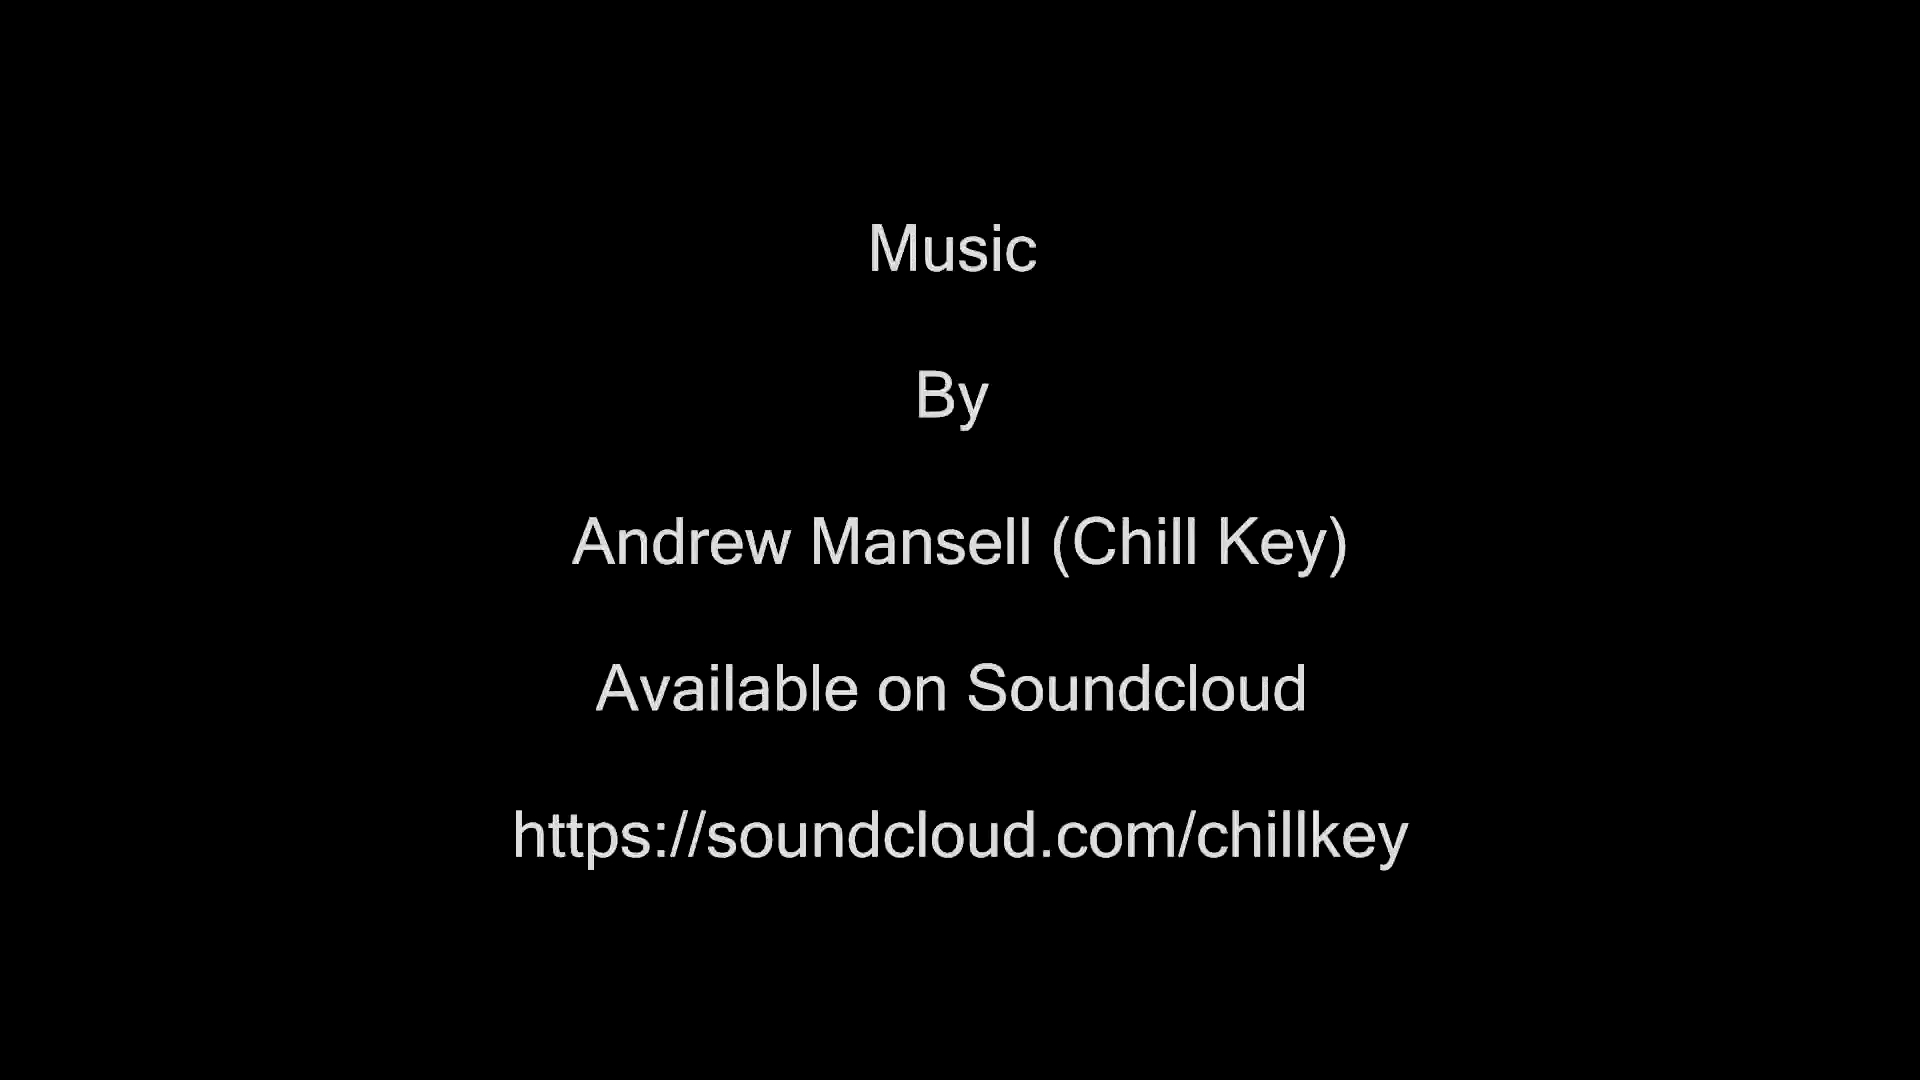 Music
By
Andrew Mansell (Chill Key)
Available on Soundcloud
https://soundcloud.com/chillkey